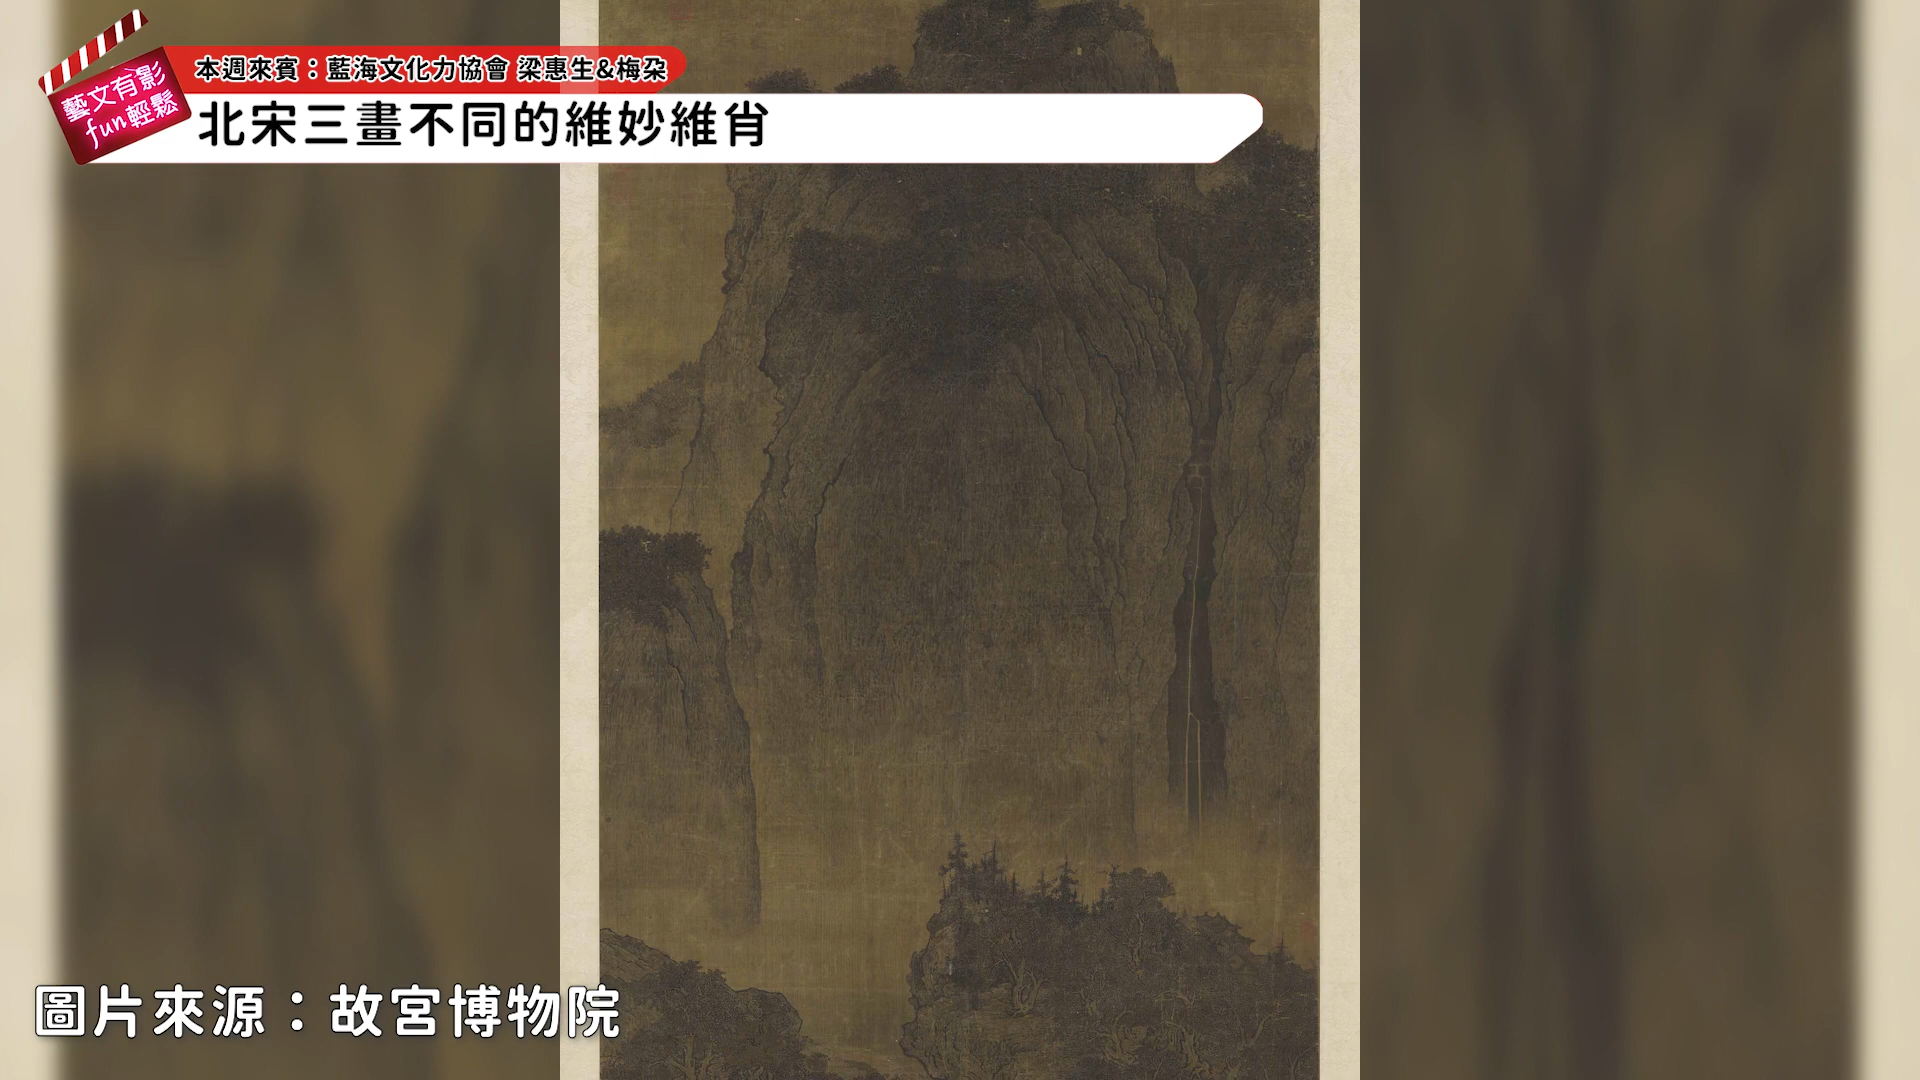 藝文有影
fun輕鬆
本週來賓：藍海文化力協會 梁惠生&梅朶
北宋三畫不同的維妙維肖
圖片來源：故宮博物院